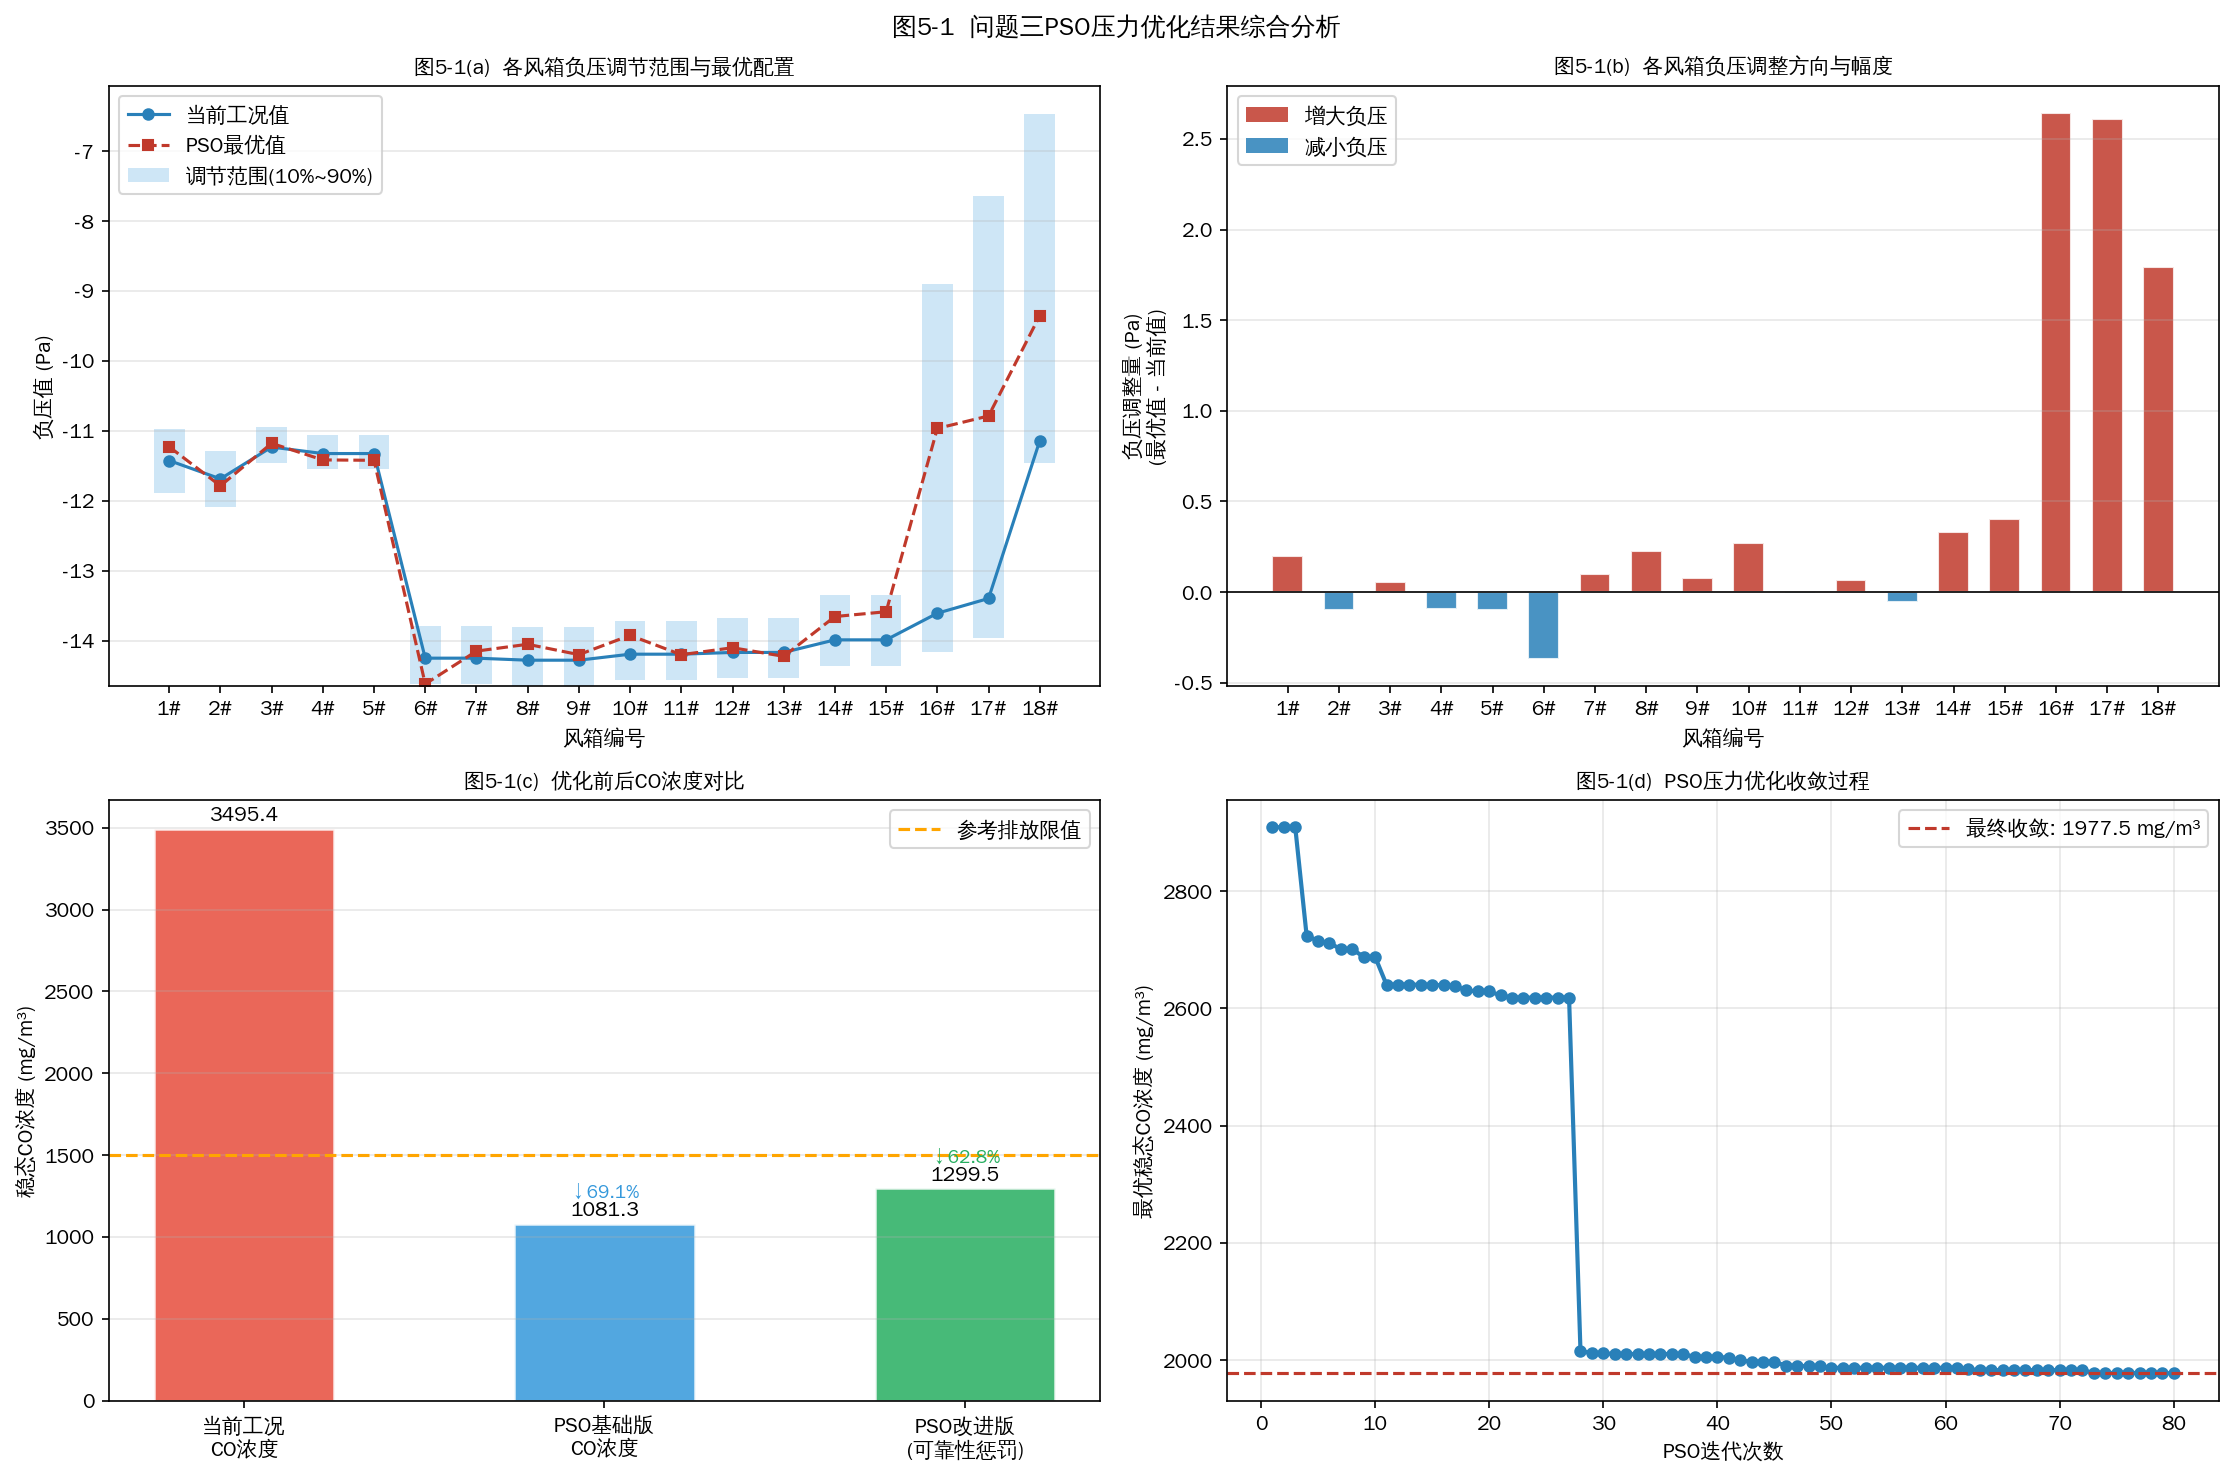 图5-1  问题三PSO压力优化结果综合分析
图5-1(a)  各风箱负压调节范围与最优配置
当前工况值
PSO最优值
调节范围(10%~90%)
负压值 (Pa)
-7
-8
-9
-10
-11
-12
-13
-14
1# 2# 3# 4# 5# 6# 7# 8# 9# 10# 11# 12# 13# 14# 15# 16# 17# 18#
风箱编号
图5-1(b)  各风箱负压调整方向与幅度
增大负压
减小负压
负压调整量 (Pa)
(最优值 - 当前值)
2.5
2.0
1.5
1.0
0.5
0.0
-0.5
1# 2# 3# 4# 5# 6# 7# 8# 9# 10# 11# 12# 13# 14# 15# 16# 17# 18#
风箱编号
图5-1(c)  优化前后CO浓度对比
参考排放限值
稳态CO浓度 (mg/m³)
3500
3000
2500
2000
1500
1000
500
0
3495.4
↓69.1%
1081.3
↓62.8%
1299.5
当前工况
CO浓度
PSO基础版
CO浓度
PSO改进版
(可靠性惩罚)
图5-1(d)  PSO压力优化收敛过程
最终收敛: 1977.5 mg/m³
最优稳态CO浓度 (mg/m³)
2800
2600
2400
2200
2000
0 10 20 30 40 50 60 70 80
PSO迭代次数